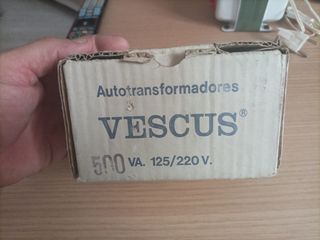 Autotransformadores
VESCUS®
500 VA. 125/220 V.